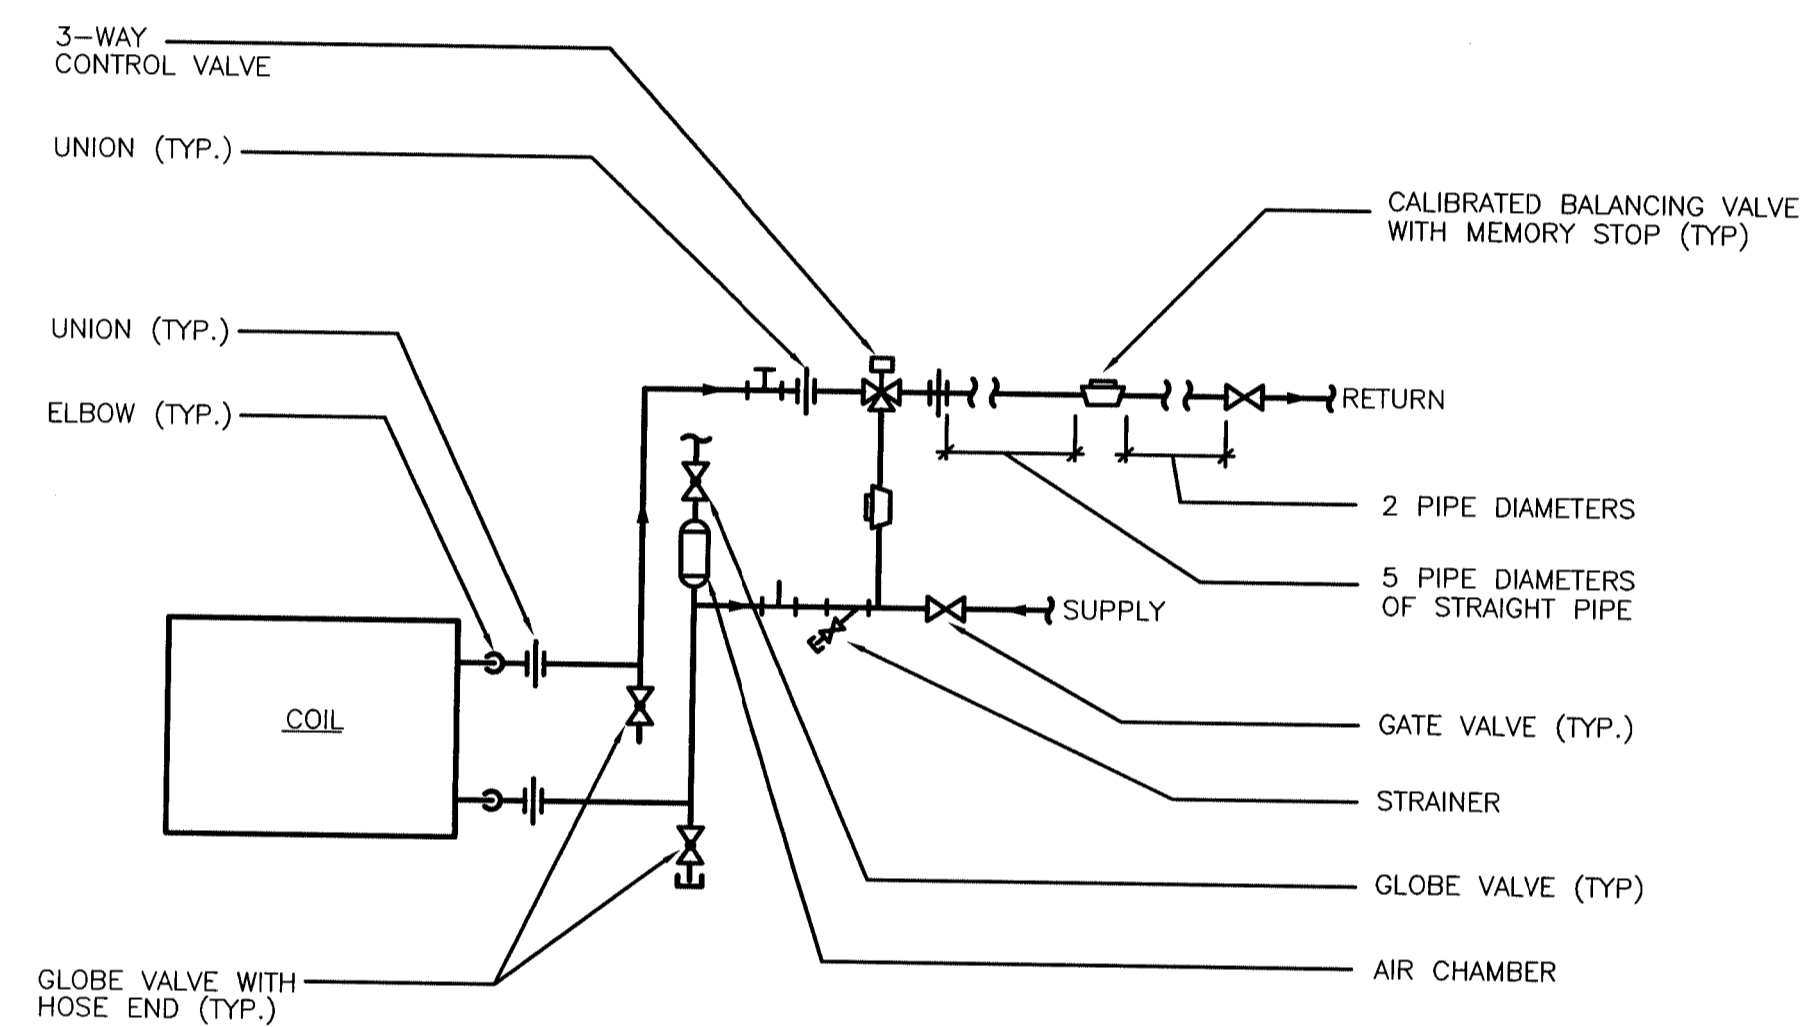 3-WAY
CONTROL VALVE
UNION (TYP.)
CALIBRATED BALANCING VALVE
WITH MEMORY STOP (TYP)
UNION (TYP.)
ELBOW (TYP.)
RETURN
2 PIPE DIAMETERS
5 PIPE DIAMETERS
OF STRAIGHT PIPE
SUPPLY
COIL
GATE VALVE (TYP.)
STRAINER
GLOBE VALVE (TYP)
AIR CHAMBER
GLOBE VALVE WITH
HOSE END (TYP.)